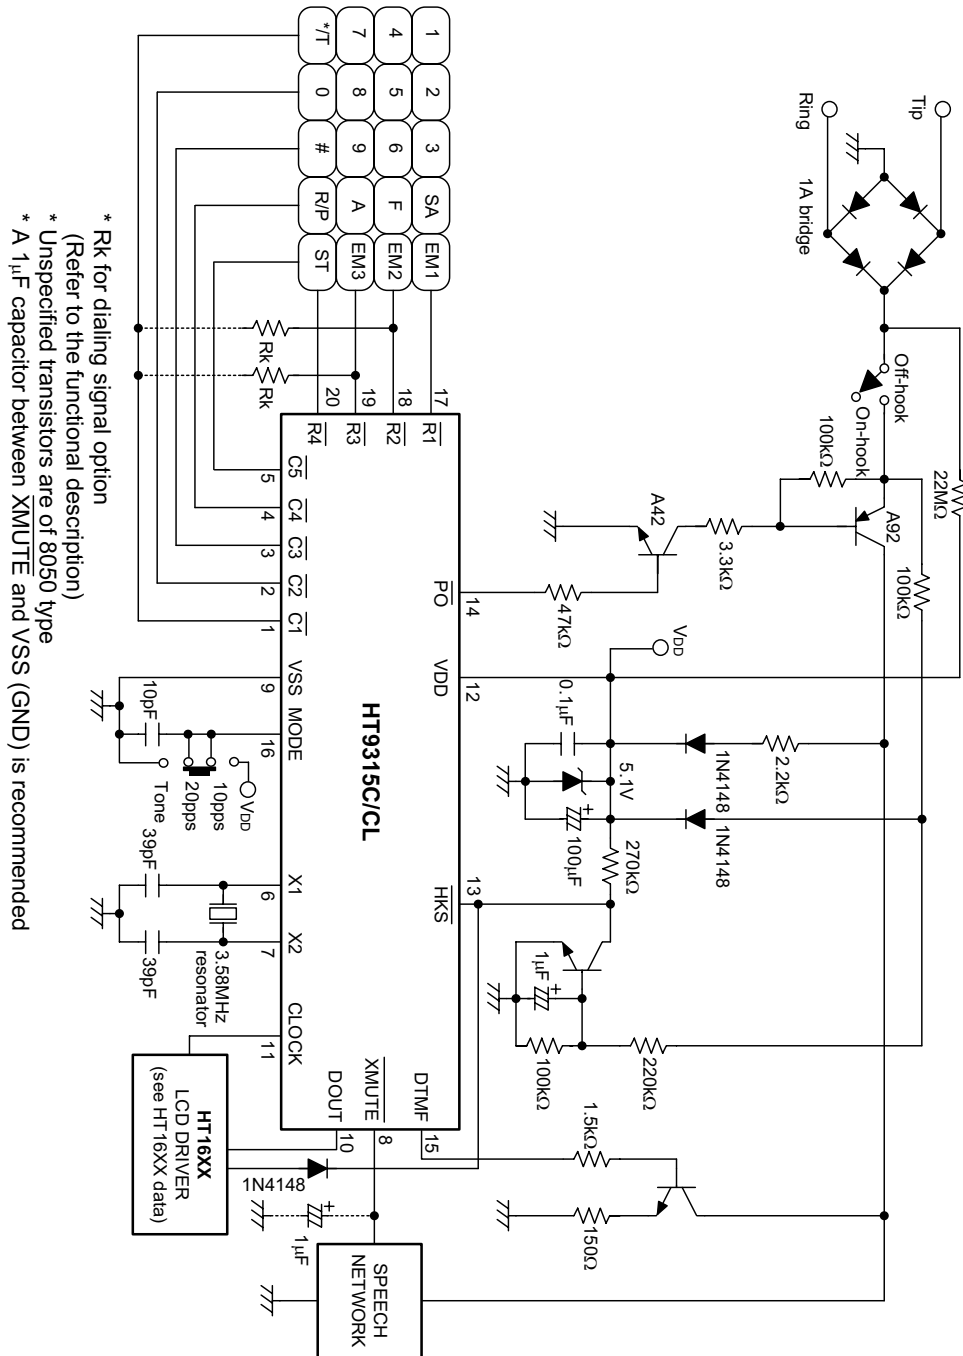 Tip
Ring
1A bridge
Off-hook
On-hook
22MΩ
A92
100kΩ
100kΩ
3.3kΩ
A42
47kΩ
VDD
2.2kΩ
1N4148
1N4148
0.1μF
5.1V
100μF
270kΩ
1μF
100kΩ
220kΩ
1.5kΩ
150Ω
1 2 3 SA EM1
4 5 6 F EM2
7 8 9 A EM3
*/T 0 # R/P ST
Rk
Rk
17 18 19 20
R1 R2 R3 R4
14
PO
12
VDD
13
HKS
15
DTMF
8
XMUTE
10
DOUT
HT9315C/CL
C5 C4 C3 C2 C1 VSS MODE X1 X2 CLOCK
5 4 3 2 1 9 16 6 7 11
10pF
VDD
10pps
20pps
Tone
39pF
39pF
3.58MHz
resonator
HT16XX
LCD DRIVER
(see HT16XX data)
1N4148
1μF
SPEECH
NETWORK
* Rk for dialing signal option
(Refer to the functional description)
* Unspecified transistors are of 8050 type
* A 1μF capacitor between XMUTE and VSS (GND) is recommended